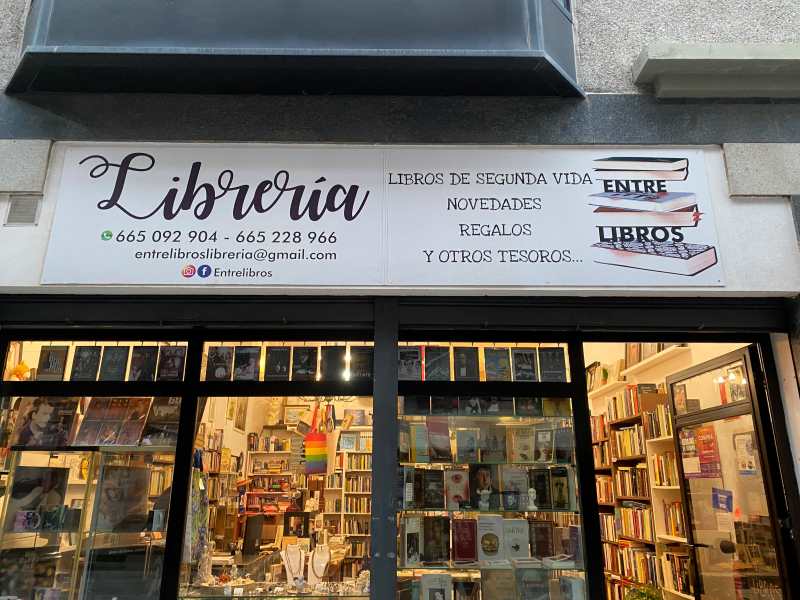 Librería
665 092 904 - 665 228 966
entrelibroslibreria@gmail.com
Entrelibros
LIBROS DE SEGUNDA VIDA
NOVEDADES
REGALOS
Y OTROS TESOROS...
ENTRE
LIBROS